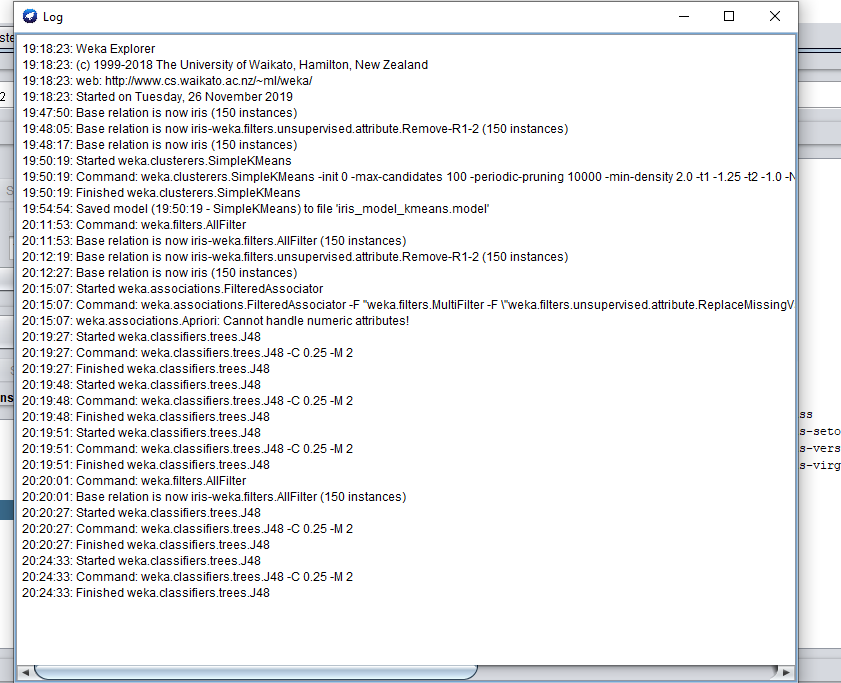 Log
19:18:23: Weka Explorer
19:18:23: (c) 1999-2018 The University of Waikato, Hamilton, New Zealand
19:18:23: web: http://www.cs.waikato.ac.nz/~ml/weka/
19:18:23: Started on Tuesday, 26 November 2019
19:47:50: Base relation is now iris (150 instances)
19:48:05: Base relation is now iris-weka.filters.unsupervised.attribute.Remove-R1-2 (150 instances)
19:48:17: Base relation is now iris (150 instances)
19:50:19: Started weka.clusterers.SimpleKMeans
19:50:19: Command: weka.clusterers.SimpleKMeans -init 0 -max-candidates 100 -periodic-pruning 10000 -min-density 2.0 -t1 -1.25 -t2 -1.0 -N
19:50:19: Finished weka.clusterers.SimpleKMeans
19:54:54: Saved model (19:50:19 - SimpleKMeans) to file 'iris_model_kmeans.model'
20:11:53: Command: weka.filters.AllFilter
20:11:53: Base relation is now iris-weka.filters.AllFilter (150 instances)
20:12:19: Base relation is now iris-weka.filters.unsupervised.attribute.Remove-R1-2 (150 instances)
20:12:27: Base relation is now iris (150 instances)
20:15:07: Started weka.associations.FilteredAssociator
20:15:07: Command: weka.associations.FilteredAssociator -F "weka.filters.MultiFilter -F \"weka.filters.unsupervised.attribute.ReplaceMissingV
20:15:07: weka.associations.Apriori: Cannot handle numeric attributes!
20:19:27: Started weka.classifiers.trees.J48
20:19:27: Command: weka.classifiers.trees.J48 -C 0.25 -M 2
20:19:27: Finished weka.classifiers.trees.J48
20:19:48: Started weka.classifiers.trees.J48
20:19:48: Command: weka.classifiers.trees.J48 -C 0.25 -M 2
20:19:48: Finished weka.classifiers.trees.J48
20:19:51: Started weka.classifiers.trees.J48
20:19:51: Command: weka.classifiers.trees.J48 -C 0.25 -M 2
20:19:51: Finished weka.classifiers.trees.J48
20:20:01: Command: weka.filters.AllFilter
20:20:01: Base relation is now iris-weka.filters.AllFilter (150 instances)
20:20:27: Started weka.classifiers.trees.J48
20:20:27: Command: weka.classifiers.trees.J48 -C 0.25 -M 2
20:20:27: Finished weka.classifiers.trees.J48
20:24:33: Started weka.classifiers.trees.J48
20:24:33: Command: weka.classifiers.trees.J48 -C 0.25 -M 2
20:24:33: Finished weka.classifiers.trees.J48
ss
s-seto
s-vers
s-virg